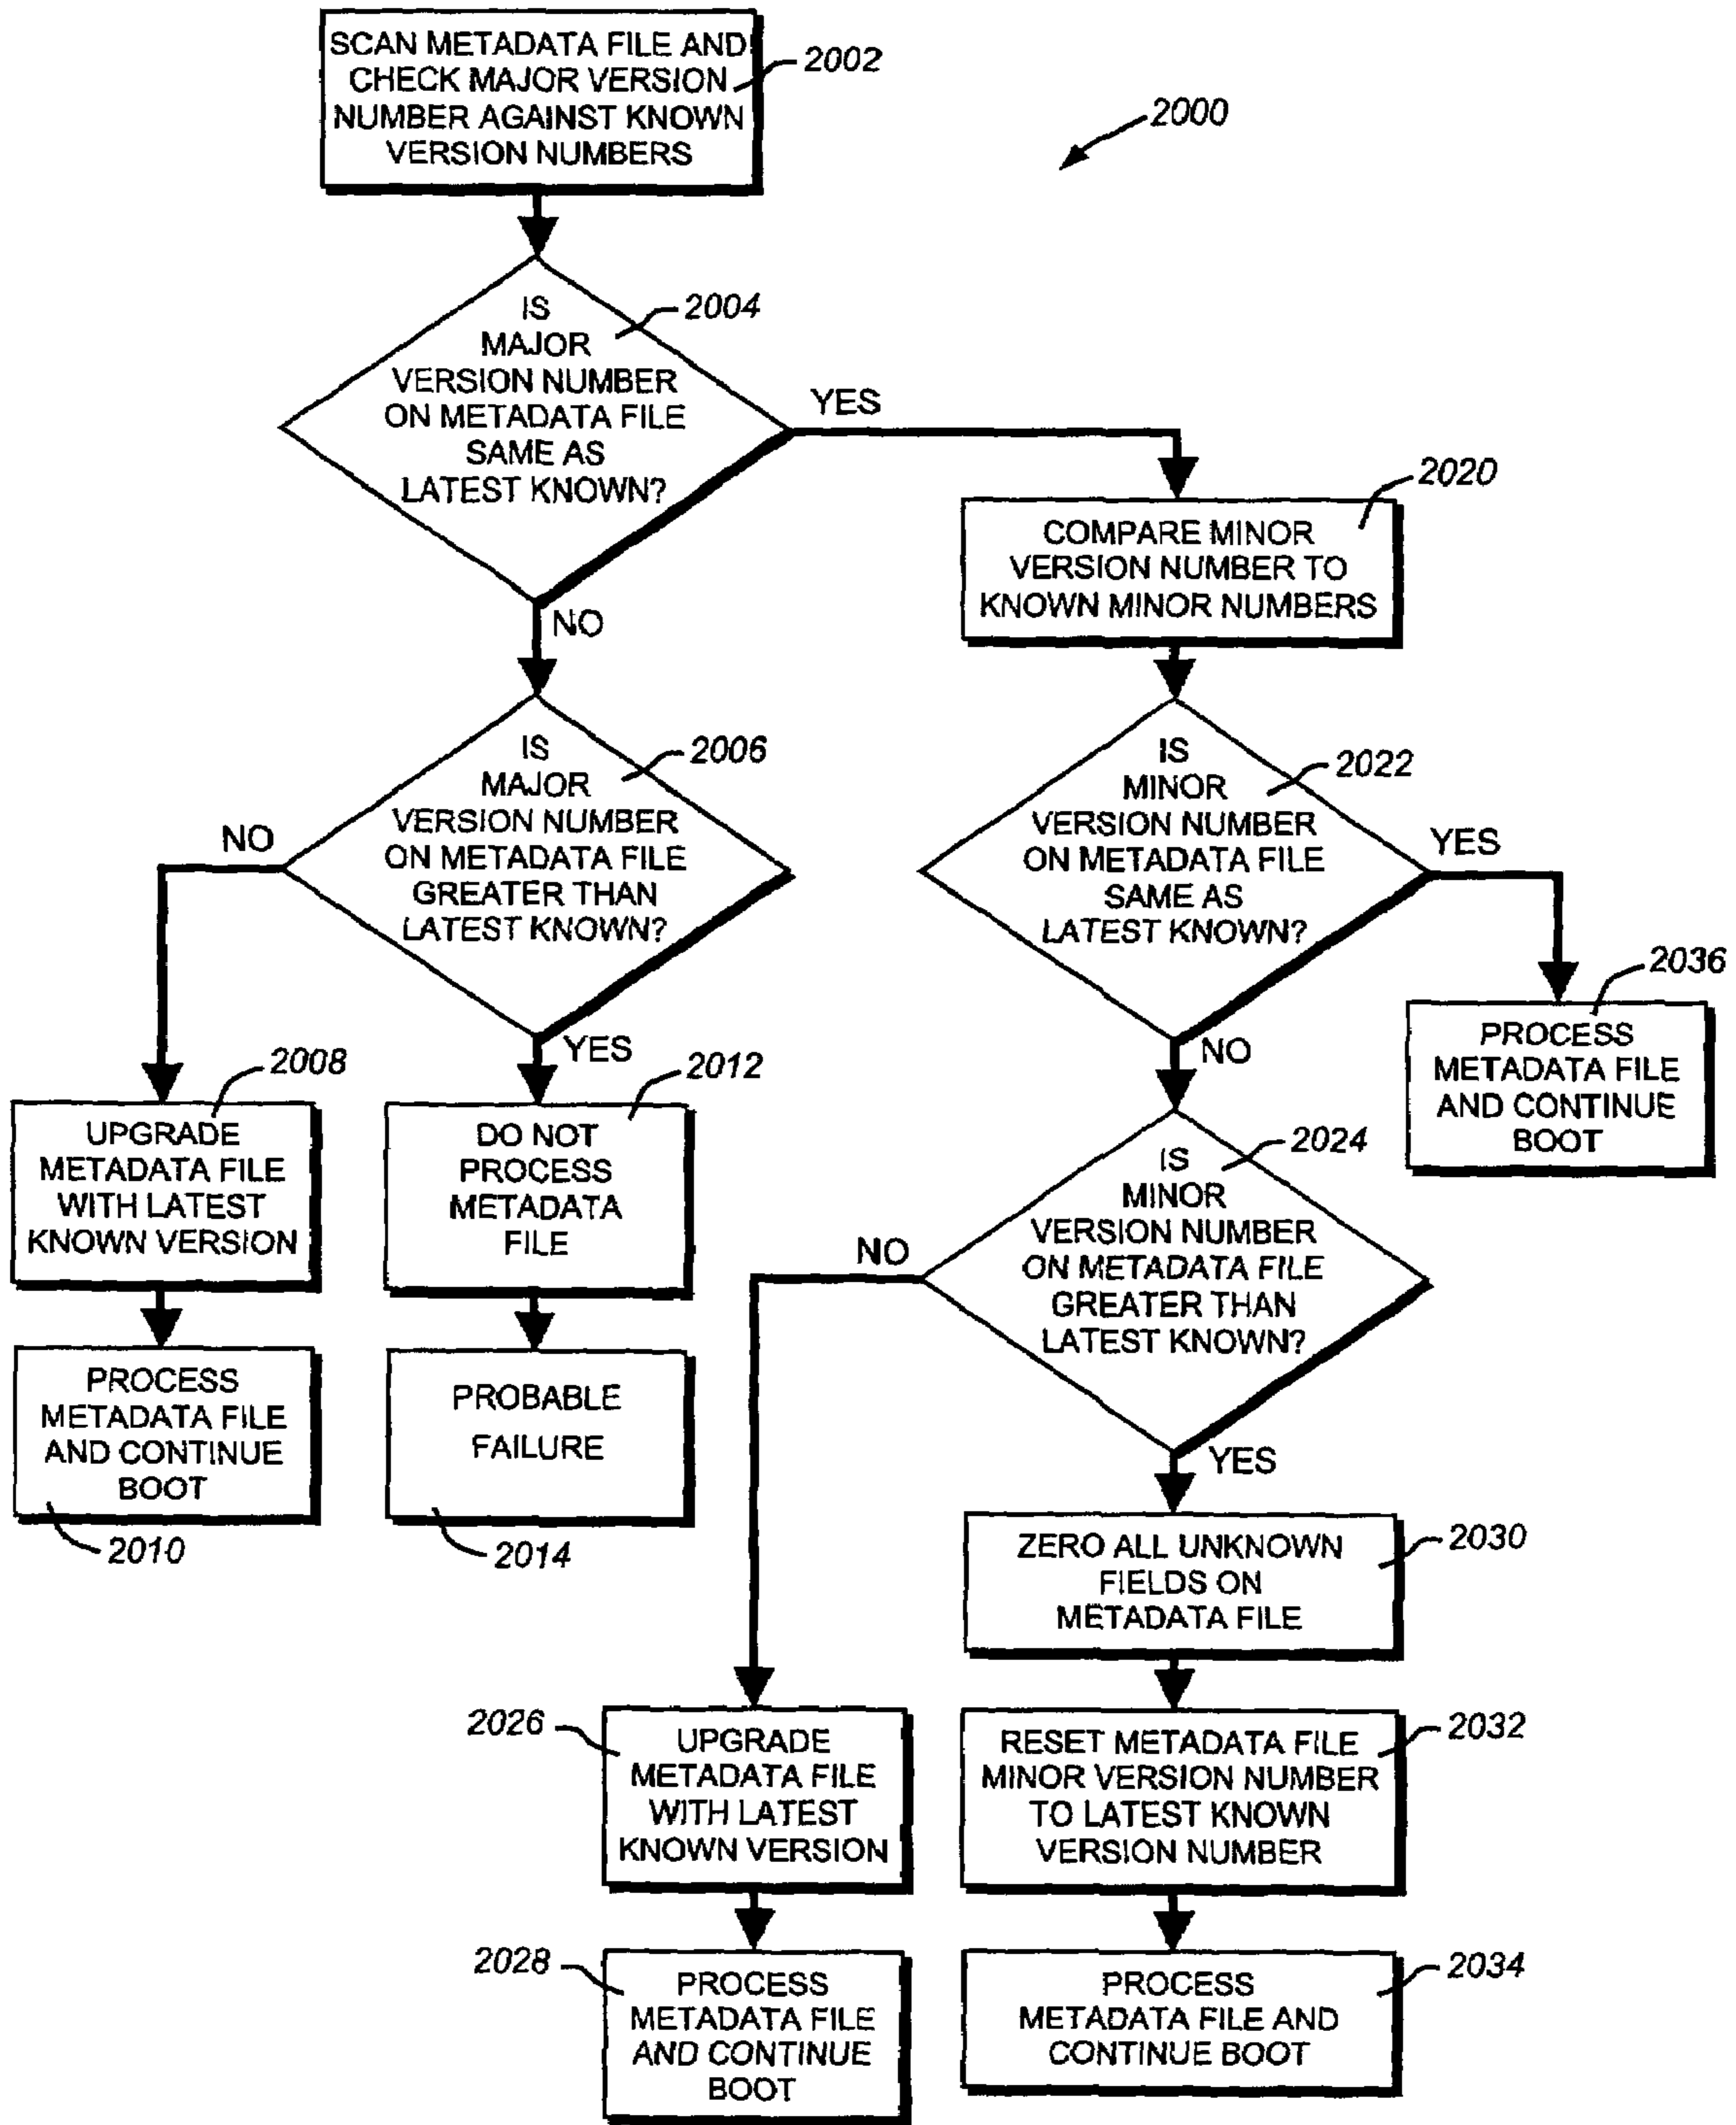 SCAN METADATA FILE AND
CHECK MAJOR VERSION
NUMBER AGAINST KNOWN
VERSION NUMBERS
2002
2000
IS
MAJOR
VERSION NUMBER
ON METADATA FILE
SAME AS
LATEST KNOWN?
2004
YES
NO
2020
COMPARE MINOR
VERSION NUMBER TO
KNOWN MINOR NUMBERS
IS
MAJOR
VERSION NUMBER
ON METADATA FILE
GREATER THAN
LATEST KNOWN?
2006
NO
YES
IS
MINOR
VERSION NUMBER
ON METADATA FILE
SAME AS
LATEST KNOWN?
2022
YES
NO
2036
PROCESS
METADATA FILE
AND CONTINUE
BOOT
2008
UPGRADE
METADATA FILE
WITH LATEST
KNOWN VERSION
2012
DO NOT
PROCESS
METADATA
FILE
IS
MINOR
VERSION NUMBER
ON METADATA FILE
GREATER THAN
LATEST KNOWN?
2024
NO
YES
PROCESS
METADATA FILE
AND CONTINUE
BOOT
2010
PROBABLE
FAILURE
2014
ZERO ALL UNKNOWN
FIELDS ON
METADATA FILE
2030
2026
UPGRADE
METADATA FILE
WITH LATEST
KNOWN VERSION
RESET METADATA FILE
MINOR VERSION NUMBER
TO LATEST KNOWN
VERSION NUMBER
2032
2028
PROCESS
METADATA FILE
AND CONTINUE
BOOT
PROCESS
METADATA FILE AND
CONTINUE BOOT
2034